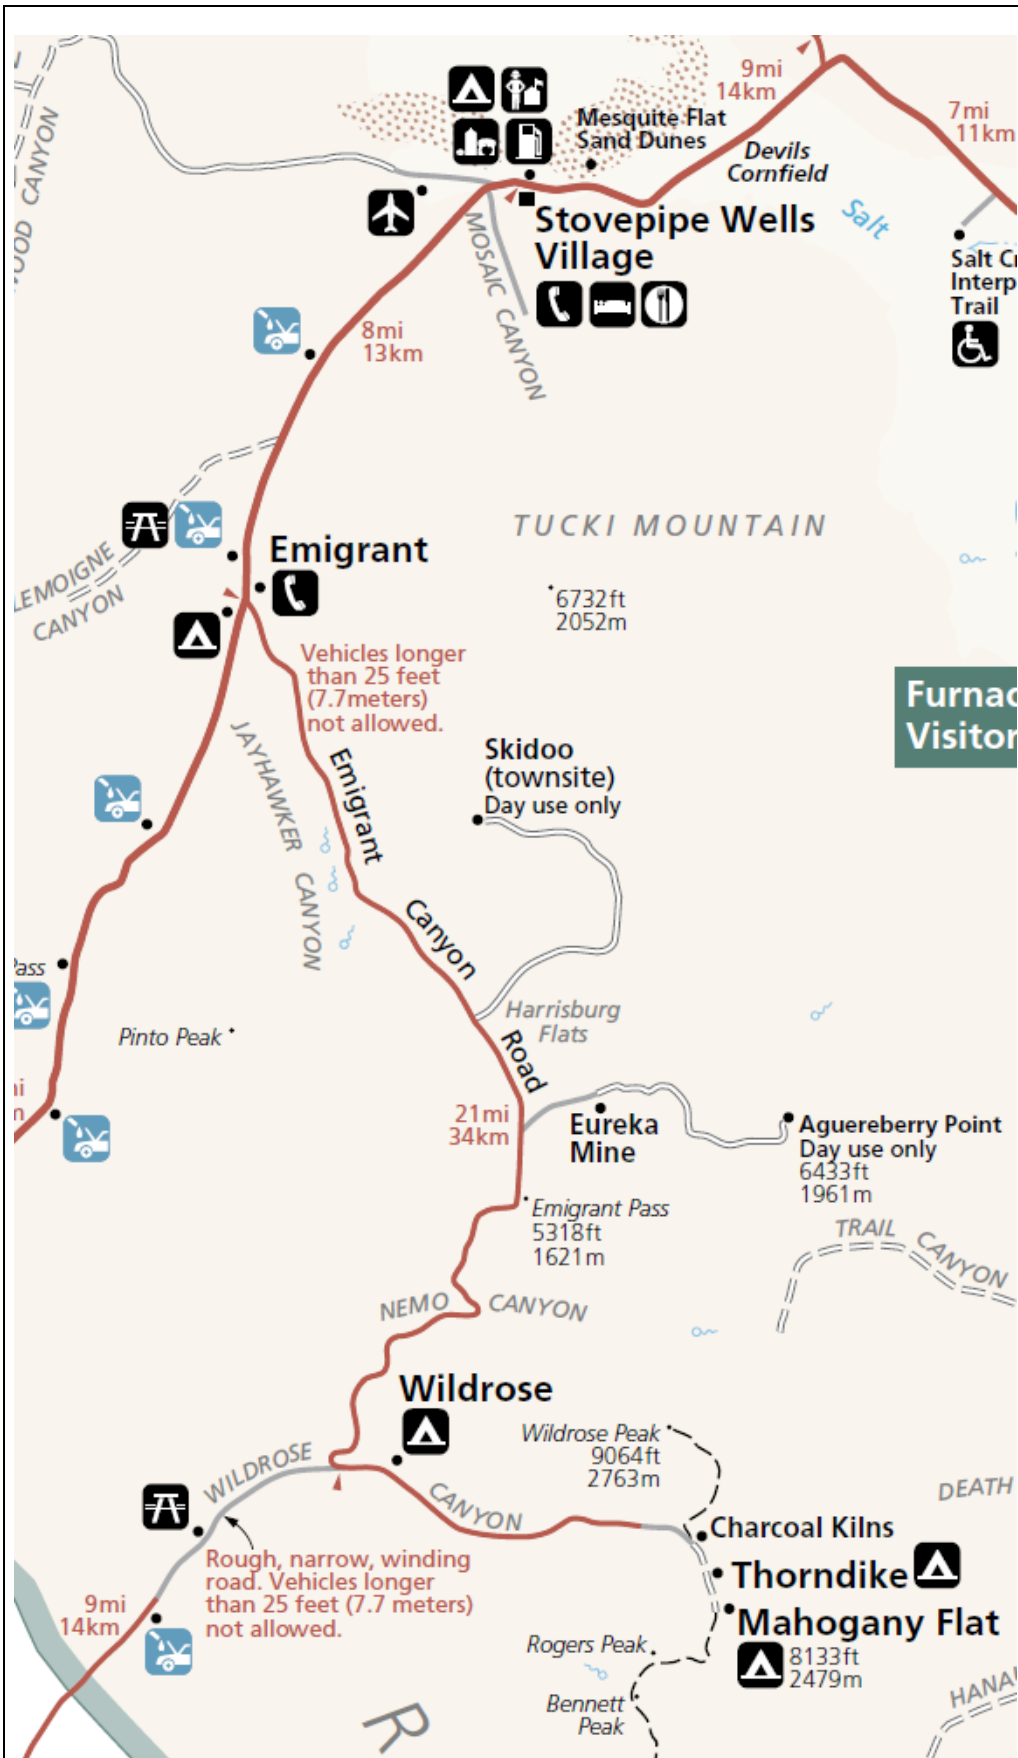 9mi
14km
7mi
11km
Mesquite Flat
Sand Dunes
Devils
Cornfield
CANYON
Salt
Stovepipe Wells
Village
MOSAIC CANYON
Salt
Trail
8mi
13km
TUCKI MOUNTAIN
Emigrant
LEMOIGNE
CANYON
6732ft
2052m
Vehicles longer
than 25 feet
(7.7meters)
not allowed.
JAYHAWKER CANYON
Emigrant Canyon Road
Skidoo
(townsite)
Day use only
Visitor
Harrisburg
Flats
Pinto Peak
21mi
34km
Eureka
Mine
Aguereberry Point
Day use only
6433ft
1961m
Emigrant Pass
5318ft
1621m
TRAIL CANYON
NEMO CANYON
Wildrose
Wildrose Peak
9064ft
2763m
WILDROSE CANYON
DEATH
Charcoal Kilns
Rough, narrow, winding
road. Vehicles longer
than 25 feet (7.7 meters)
not allowed.
Thorndike
9mi
14km
Mahogany Flat
8133ft
2479m
Rogers Peak
Bennett
Peak
R